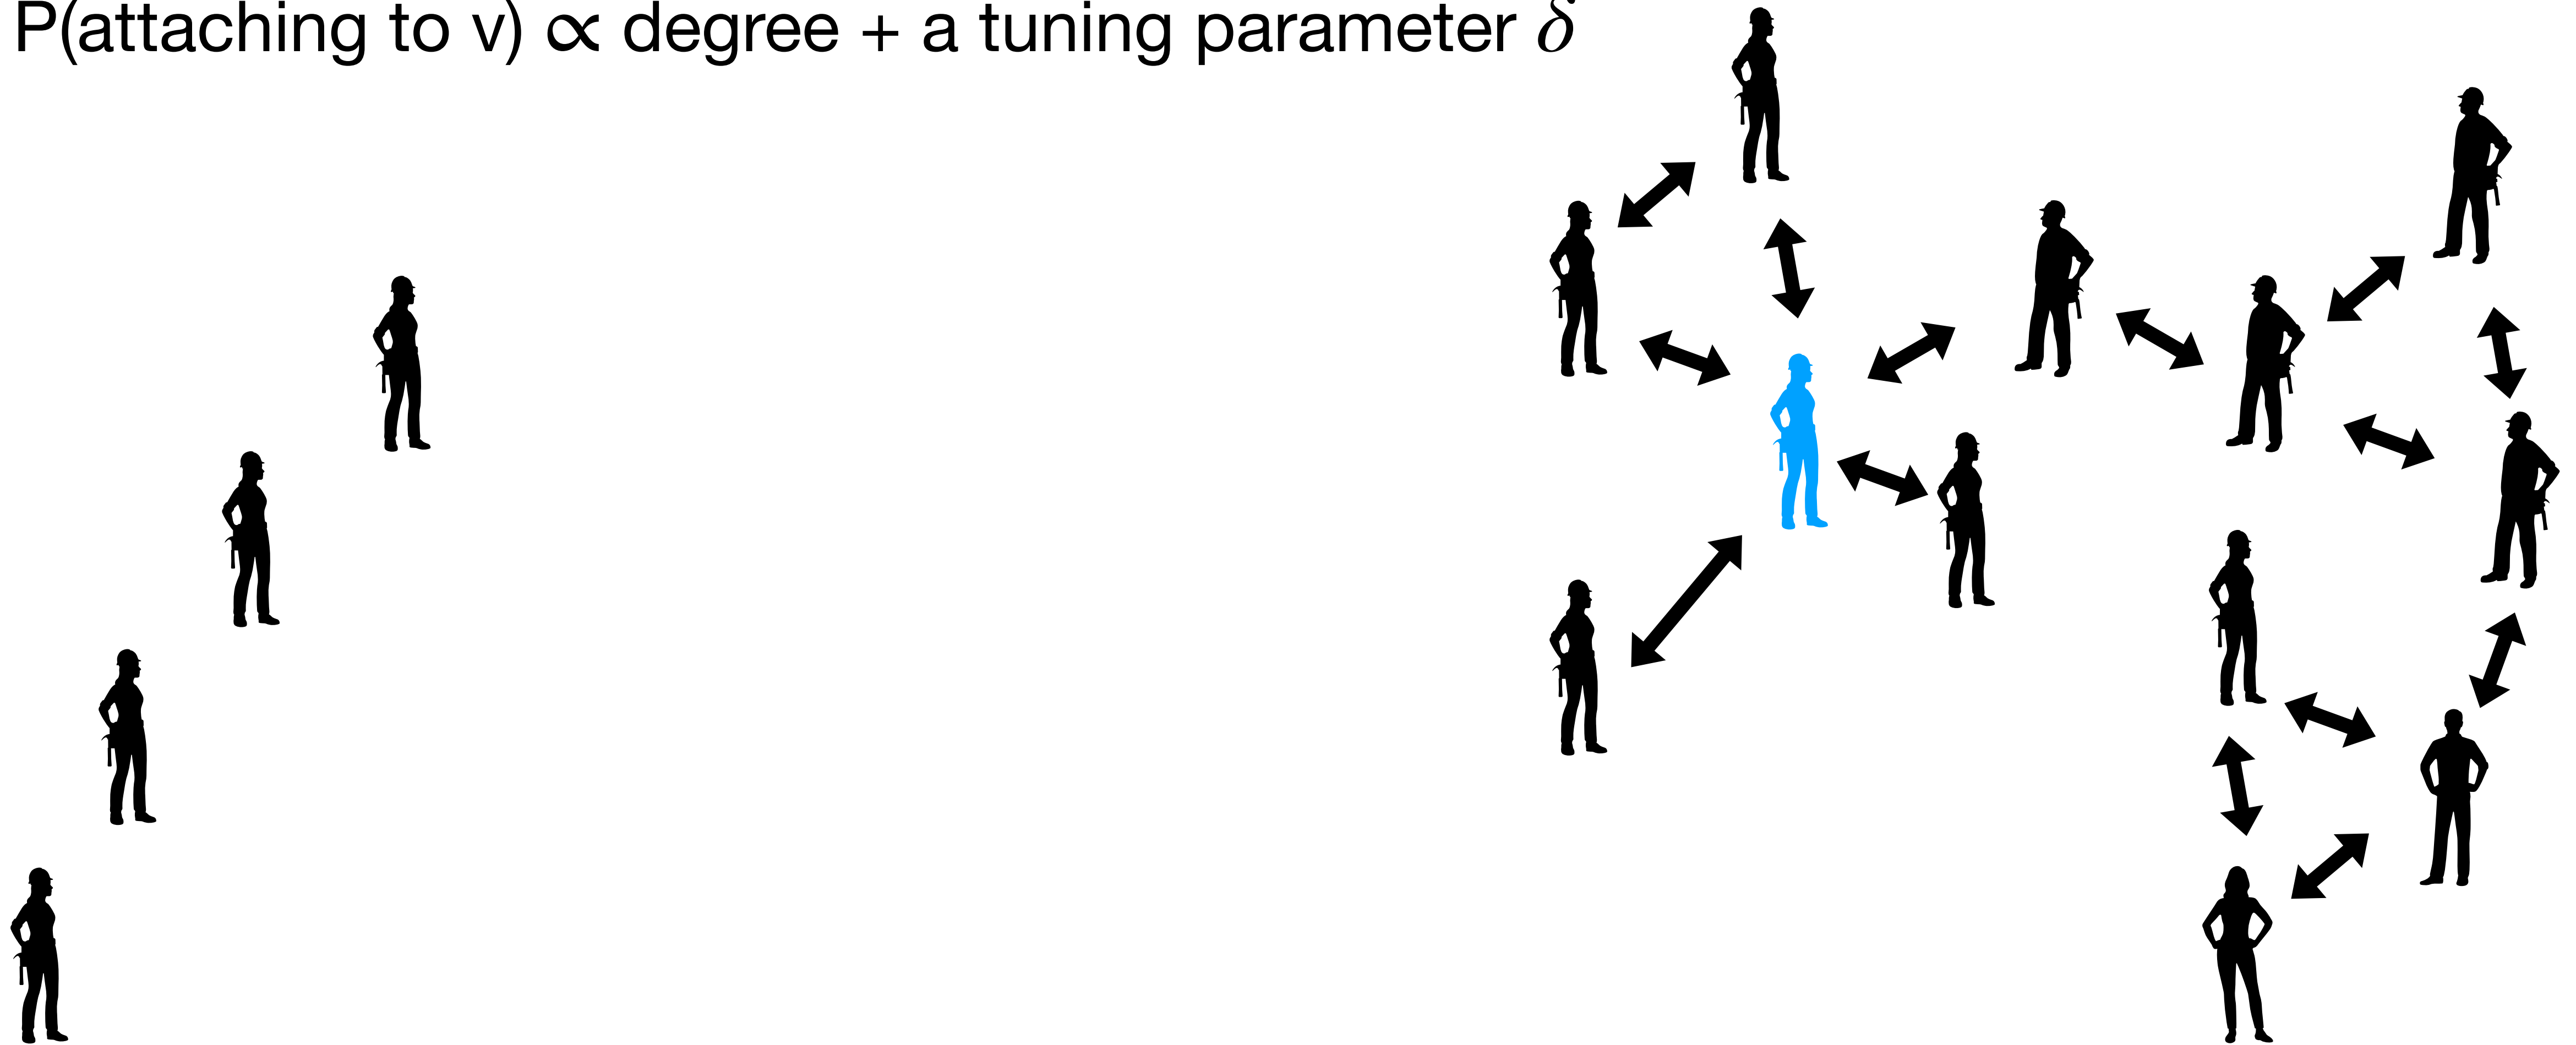 P(attaching to v) ∝ degree + a tuning parameter δ